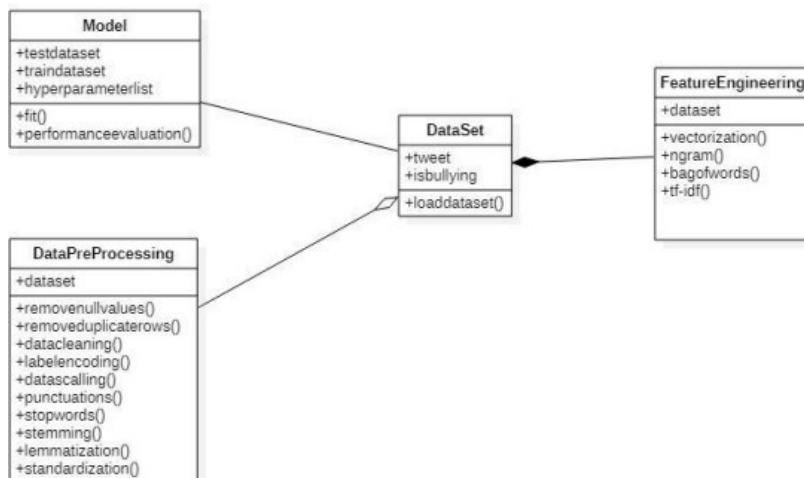 Model
+testdataset
+traindataset
+hyperparameterlist
+fit()
+performanceevaluation()
DataSet
+tweet
+isbullying
+loaddataset()
FeatureEngineering
+dataset
+vectorization()
+ngram()
+bagofwords()
+tf-idf()
DataPreProcessing
+dataset
+removenullvalues()
+removeduplicaterows()
+datacleaning()
+labelencoding()
+datascalling()
+punctuations()
+stopwords()
+stemming()
+lemmatization()
+standardization()